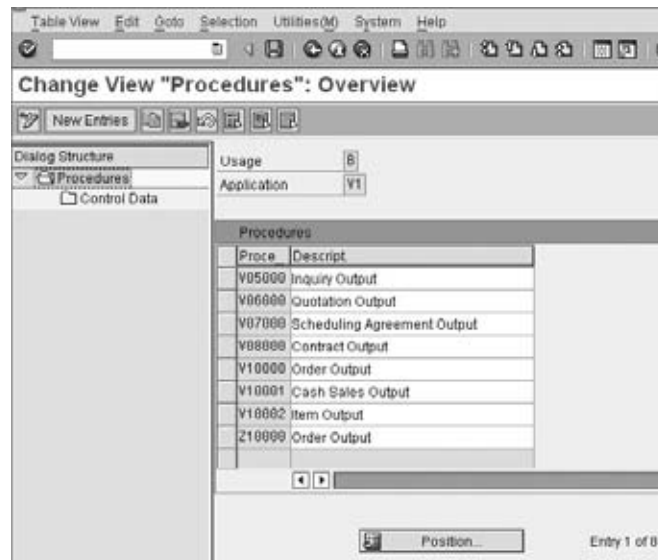 Table View Edit Goto Selection Utilities(M) System Help
Change View "Procedures": Overview
New Entries
Dialog Structure
Procedures
Control Data
Usage B
Application V1
Procedures
Proce_ Descript.
V05000 Inquiry Output
V06000 Quotation Output
V07000 Scheduling Agreement Output
V08000 Contract Output
V10000 Order Output
V10001 Cash Sales Output
V10002 Item Output
Z10000 Order Output
Position...
Entry 1 of 8